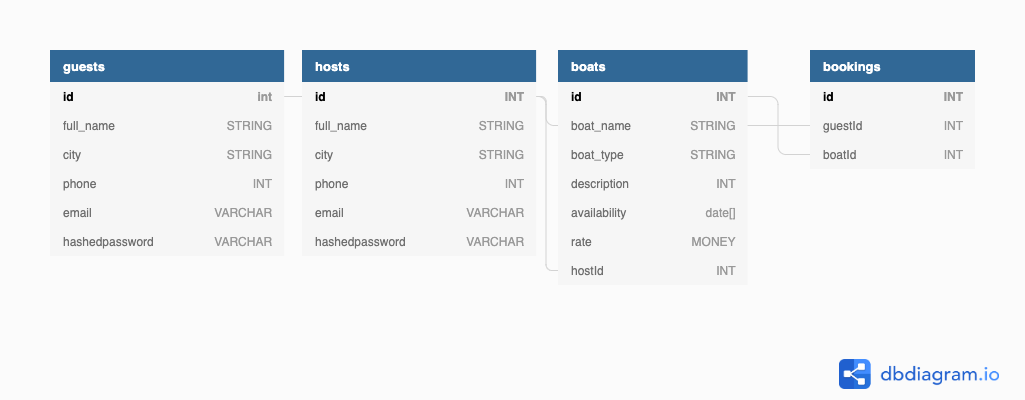 guests
id int
full_name STRING
city STRING
phone INT
email VARCHAR
hashedpassword VARCHAR
hosts
id INT
full_name STRING
city STRING
phone INT
email VARCHAR
hashedpassword VARCHAR
boats
id INT
boat_name STRING
boat_type STRING
description INT
availability date[]
rate MONEY
hostId INT
bookings
id INT
guestId INT
boatId INT
dbdiagram.io